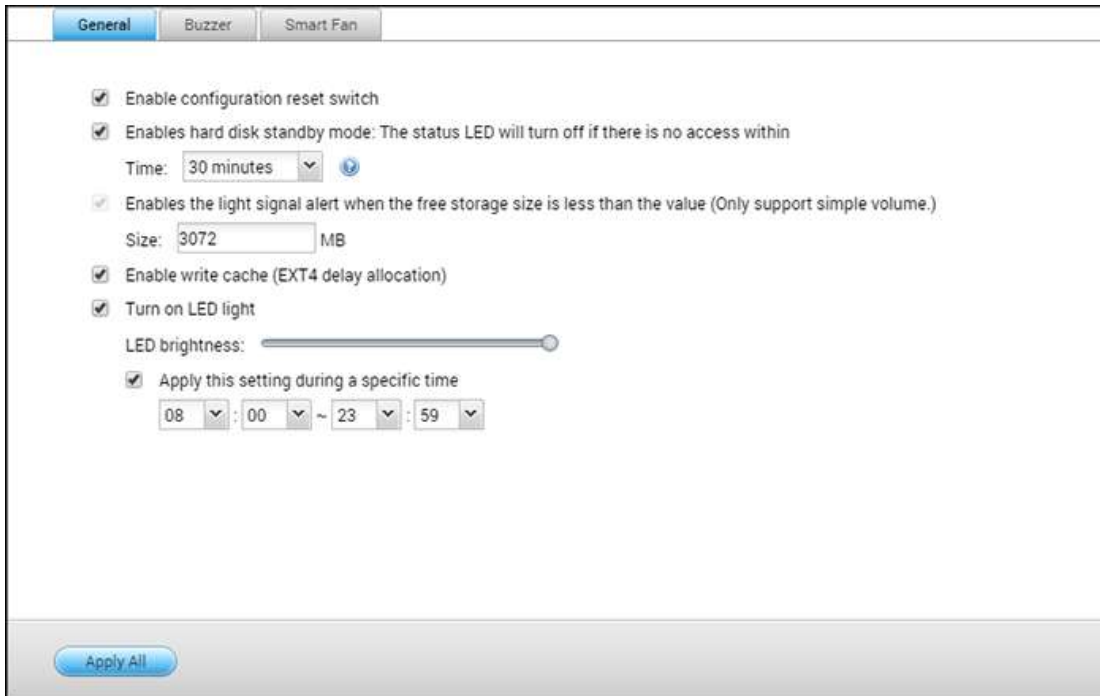 General Buzzer Smart Fan
Enable configuration reset switch
Enables hard disk standby mode: The status LED will turn off if there is no access within
Time: 30 minutes
Enables the light signal alert when the free storage size is less than the value (Only support simple volume.)
Size: 3072 MB
Enable write cache (EXT4 delay allocation)
Turn on LED light
LED brightness:
Apply this setting during a specific time
08 : 00 ~ 23 : 59
Apply All